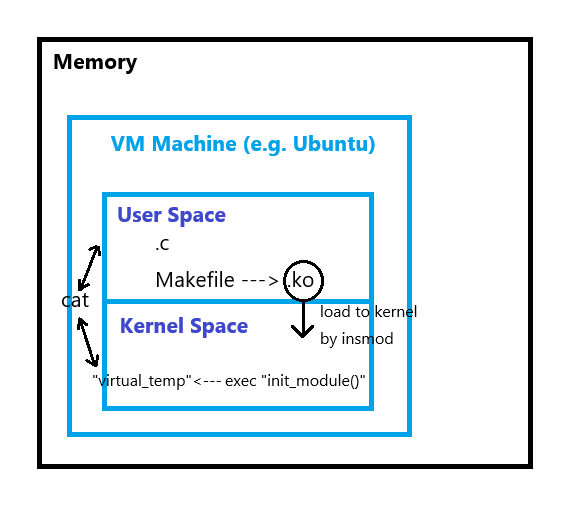 Memory
VM Machine (e.g. Ubuntu)
User Space
.c
Makefile ---> .ko
cat
load to kernel
by insmod
Kernel Space
"virtual_temp"<--- exec "init_module()"